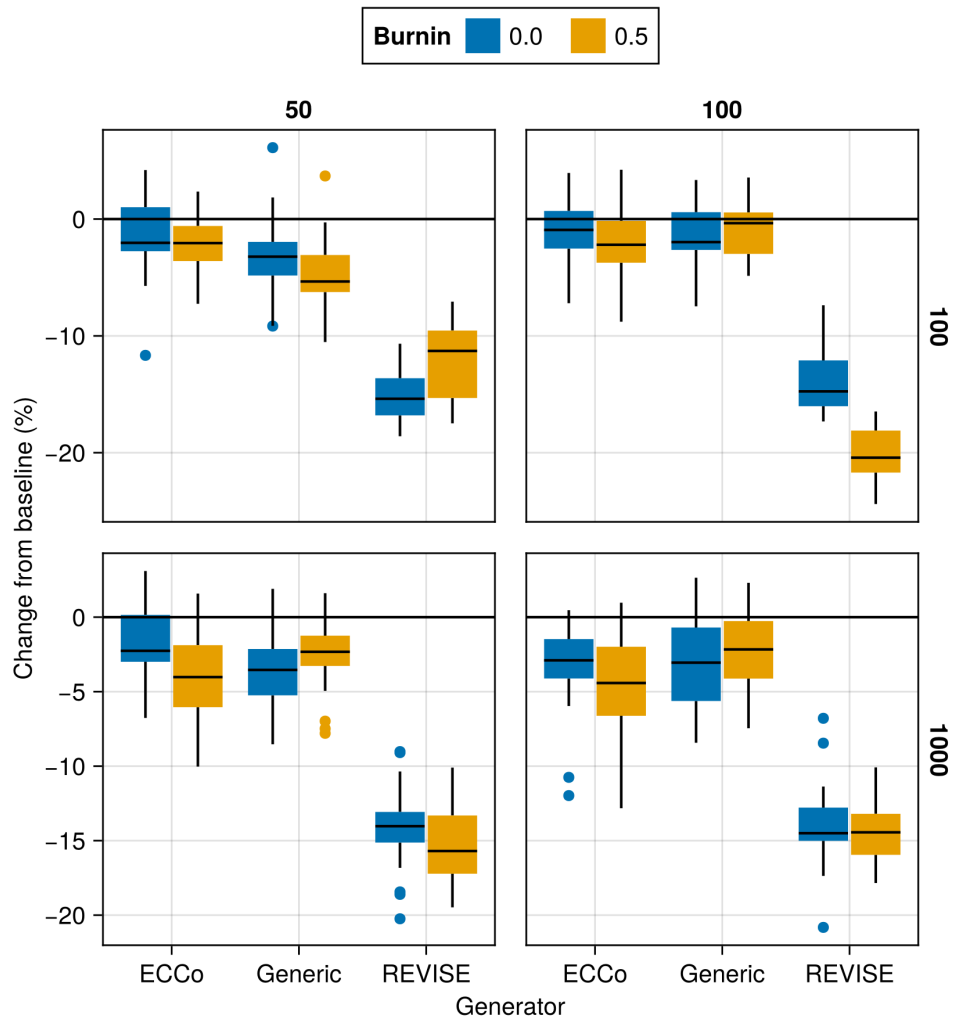 Burnin 0.0 0.5
50 100
0
−10
−20
100
0
−5
−10
−15
−20
1000
Change from baseline (%)
ECCo Generic REVISE ECCo Generic REVISE
Generator